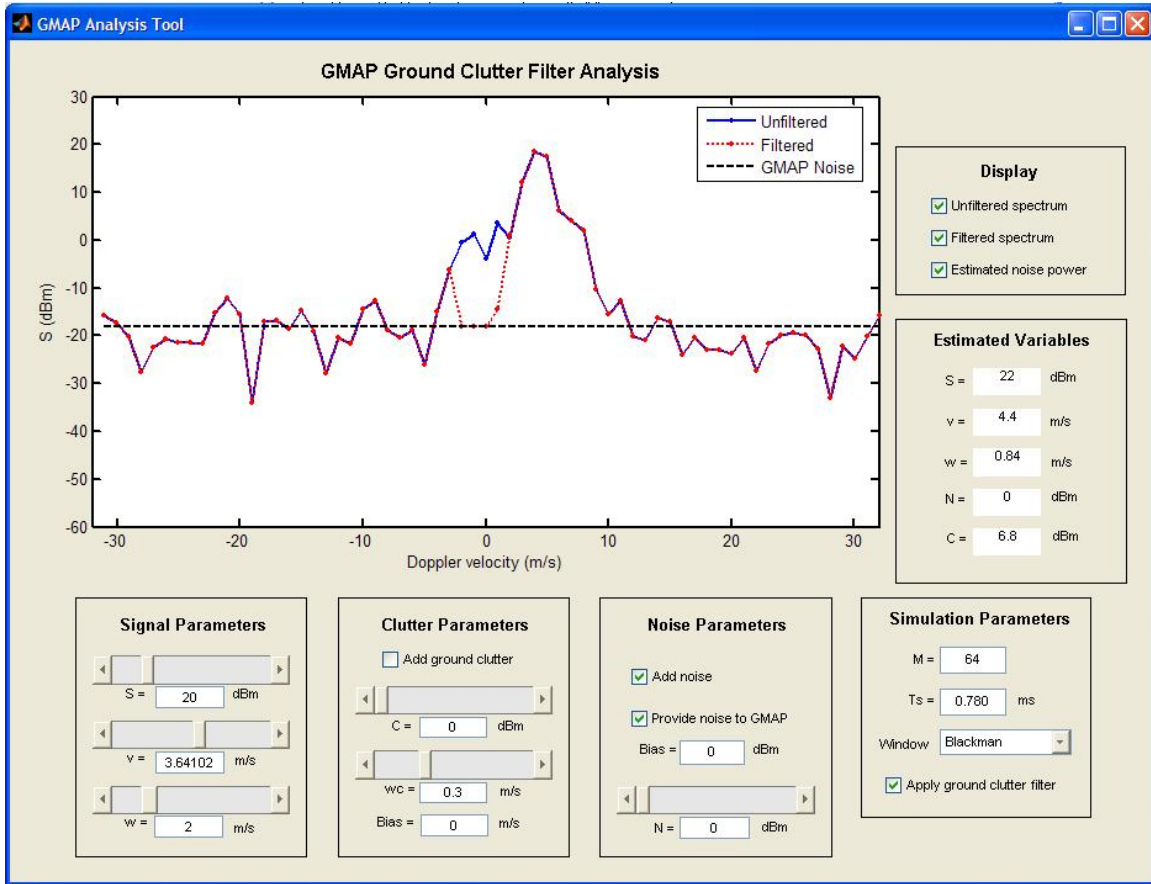 GMAP Analysis Tool
GMAP Ground Clutter Filter Analysis
30
20
10
0
-10
-20
-30
-40
-50
-60
S (dBm)
-30
-20
-10
0
10
20
30
Doppler velocity (m/s)
Unfiltered
Filtered
GMAP Noise
Display
Unfiltered spectrum
Filtered spectrum
Estimated noise power
Estimated Variables
S = 22 dBm
v = 4.4 m/s
w = 0.84 m/s
N = 0 dBm
C = 6.8 dBm
Signal Parameters
S = 20 dBm
v = 3.64102 m/s
w = 2 m/s
Clutter Parameters
Add ground clutter
C = 0 dBm
wc = 0.3 m/s
Bias = 0 m/s
Noise Parameters
Add noise
Provide noise to GMAP
Bias = 0 dBm
N = 0 dBm
Simulation Parameters
M = 64
Ts = 0.780 ms
Window Blackman
Apply ground clutter filter